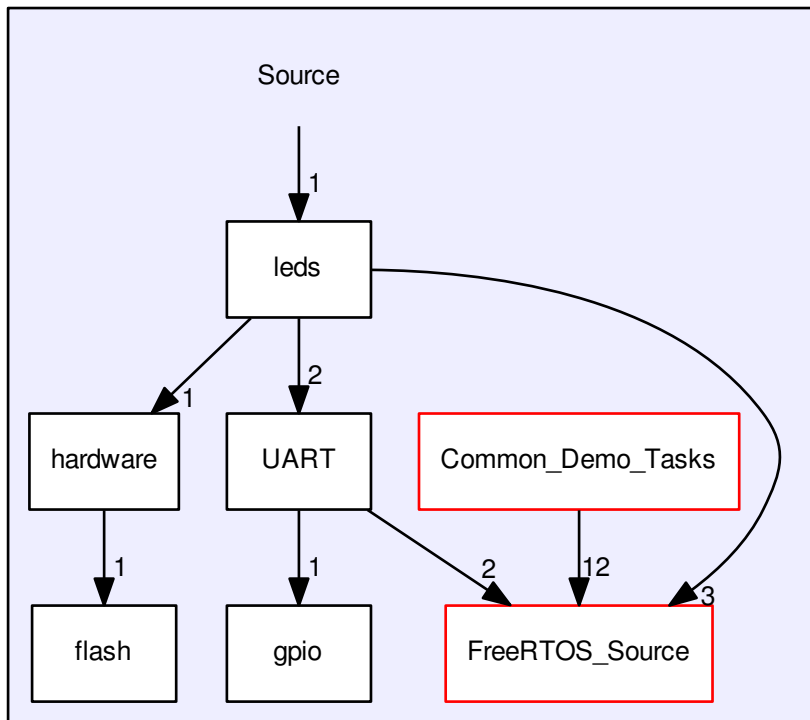 Source
1
leds
1
2
hardware
UART
Common_Demo_Tasks
1
1
2
12
3
flash
gpio
FreeRTOS_Source